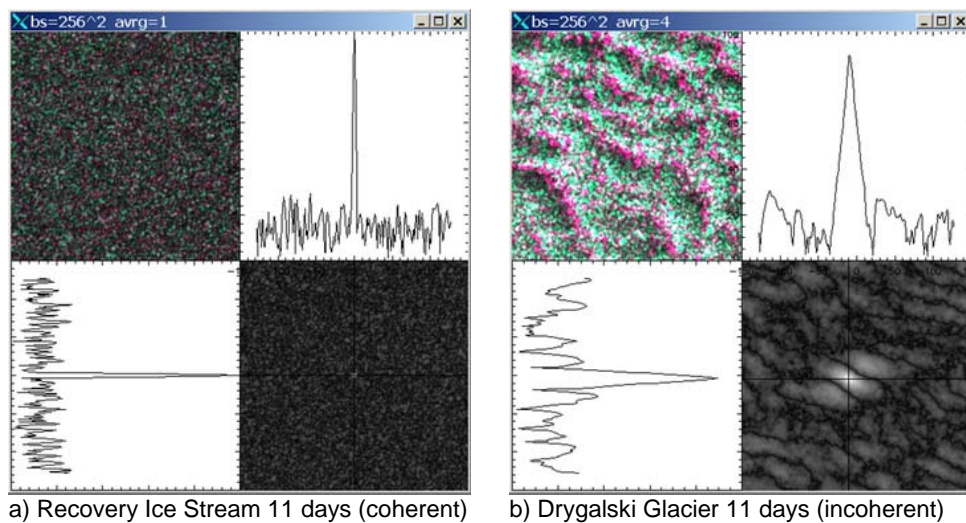 bs=256^2 avrg=1
bs=256^2 avrg=4
a) Recovery Ice Stream 11 days (coherent)
b) Drygalski Glacier 11 days (incoherent)